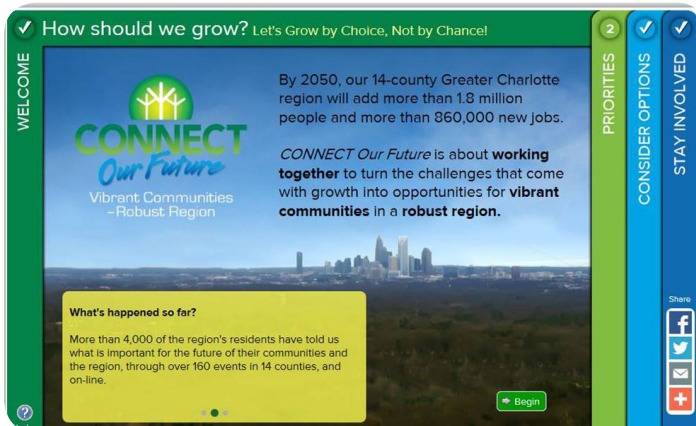 How should we grow? Let's Grow by Choice, Not by Chance!
WELCOME
CONNECT
Our Future
Vibrant Communities
–Robust Region
By 2050, our 14-county Greater Charlotte
region will add more than 1.8 million
people and more than 860,000 new jobs.
CONNECT Our Future is about working
together to turn the challenges that come
with growth into opportunities for vibrant
communities in a robust region.
What's happened so far?
More than 4,000 of the region's residents have told us
what is important for the future of their communities and
the region, through over 160 events in 14 counties, and
on-line.
Begin
?
2
PRIORITIES
CONSIDER OPTIONS
STAY INVOLVED
Share